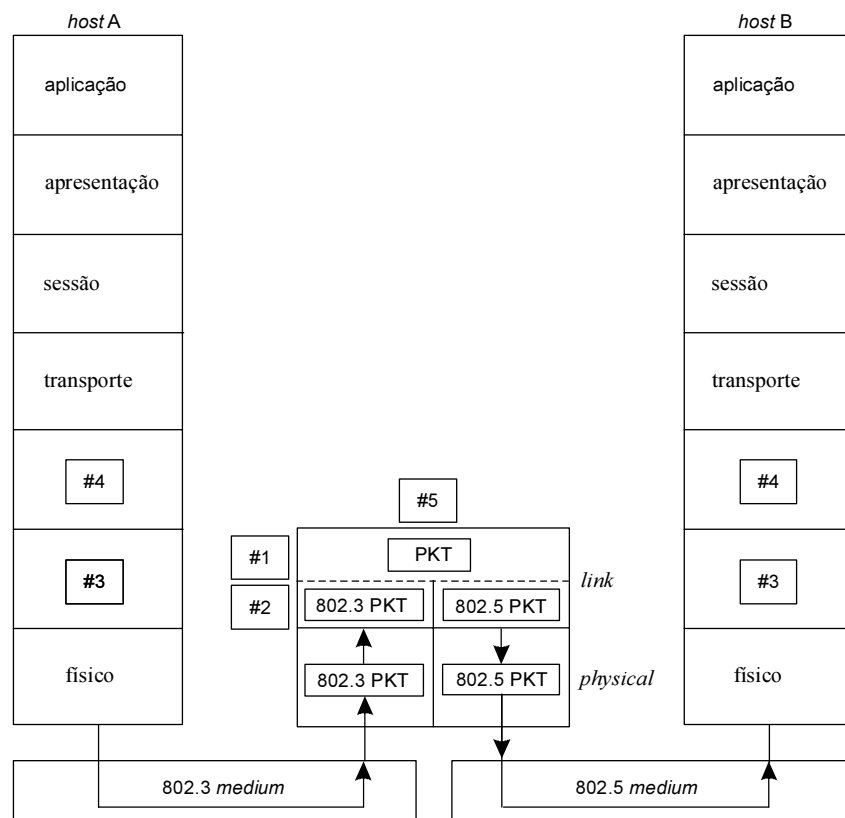 host A
host B
aplicação
aplicação
apresentação
apresentação
sessão
sessão
transporte
transporte
#4
#4
#5
#1
PKT
link
#3
#3
#2
802.3 PKT
802.5 PKT
físico
802.3 PKT
802.5 PKT
physical
físico
802.3 medium
802.5 medium